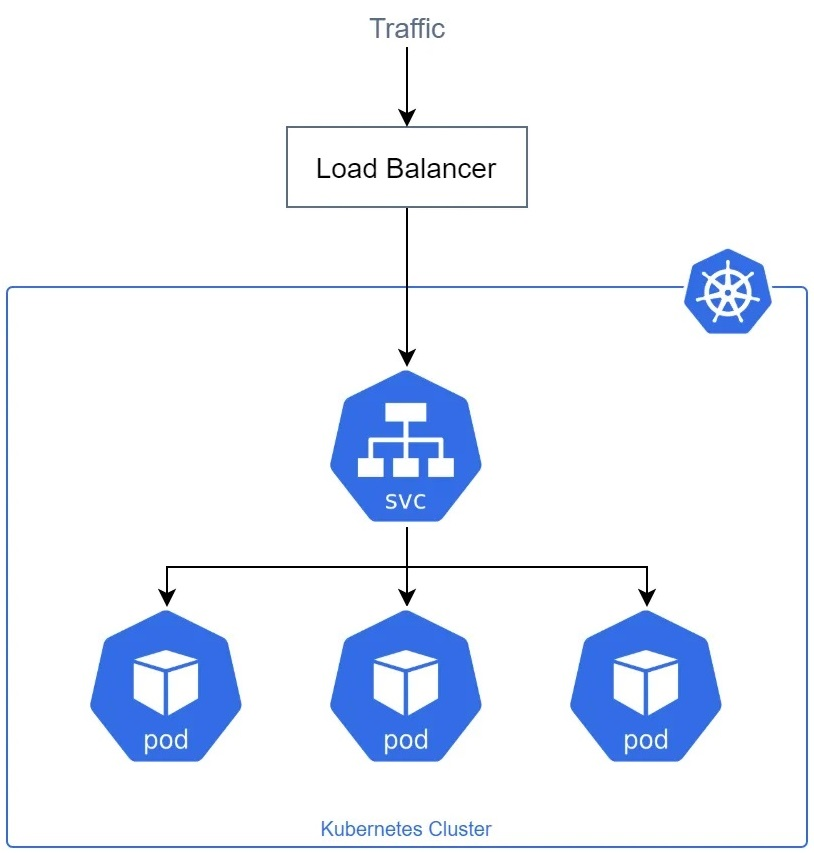 Traffic
Load Balancer
svc
pod
pod
pod
Kubernetes Cluster